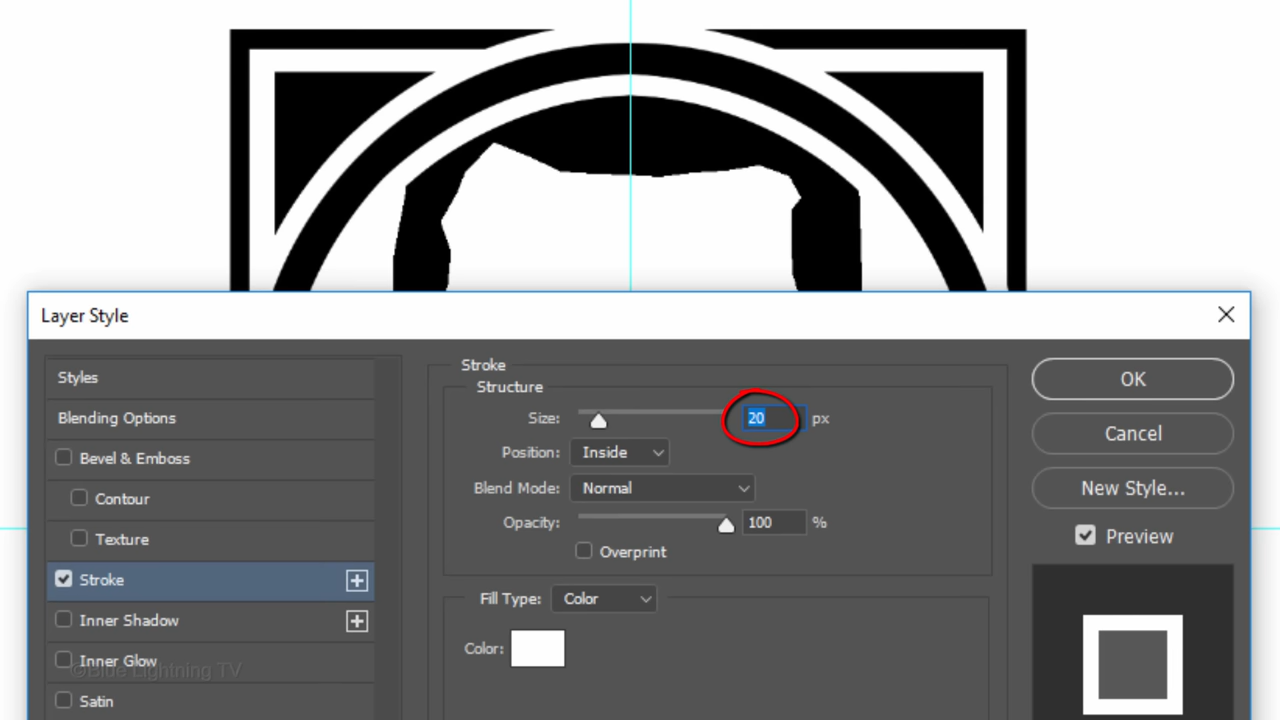 Layer Style
Styles
Blending Options
Bevel & Emboss
Contour
Texture
Stroke
Inner Shadow
Inner Glow
©Blue Lightning TV
Satin
Stroke
Structure
Size: 20 px
Position: Inside
Blend Mode: Normal
Opacity: 100 %
Overprint
Fill Type: Color
Color:
OK
Cancel
New Style...
Preview